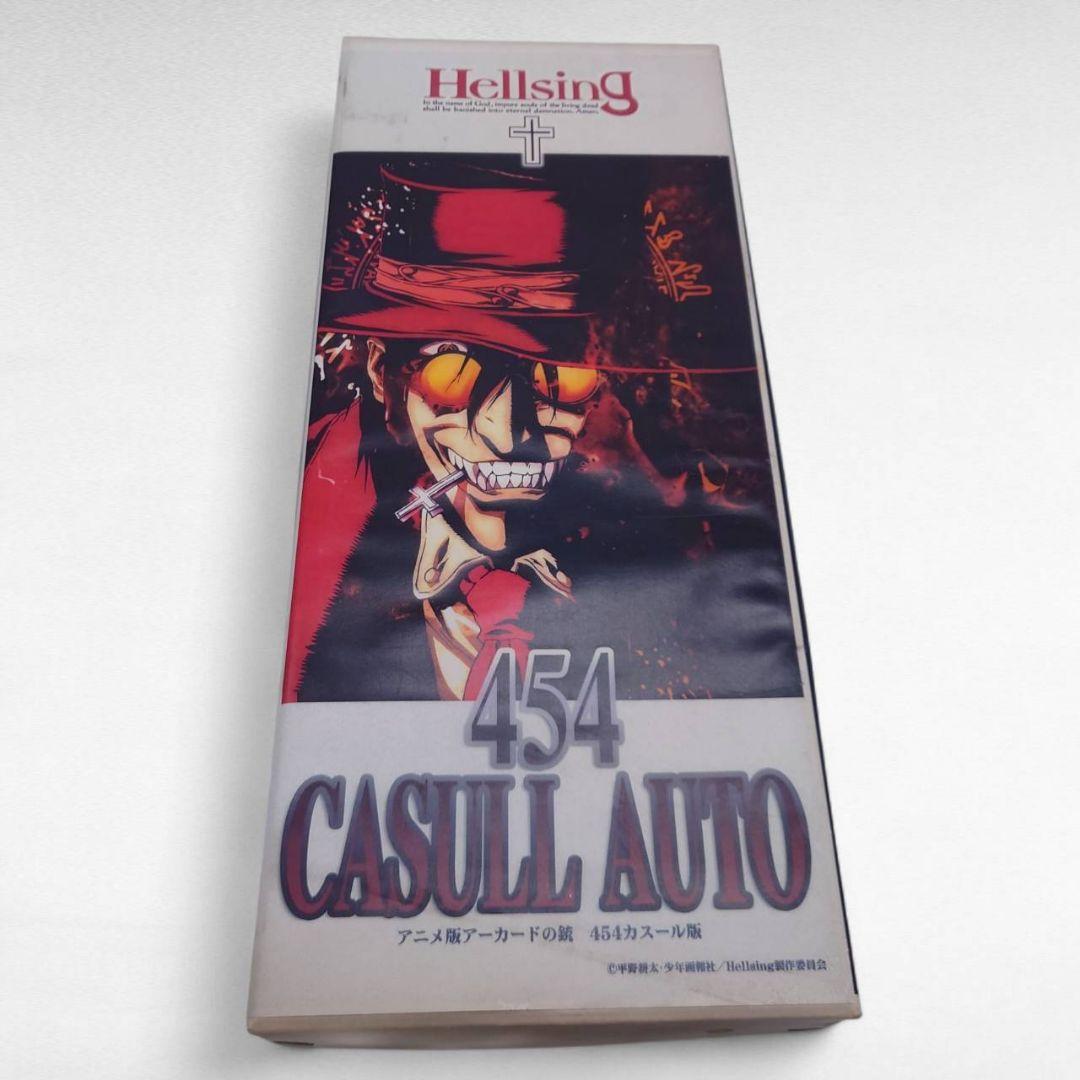 Hellsing
In the name of God, impure souls of the living dead
shall be banished into eternal damnation. Amen.
454
CASULL AUTO
アニメ版アーカードの銃 454カスール版
©平野耕太・少年画報社/Hellsing製作委員会